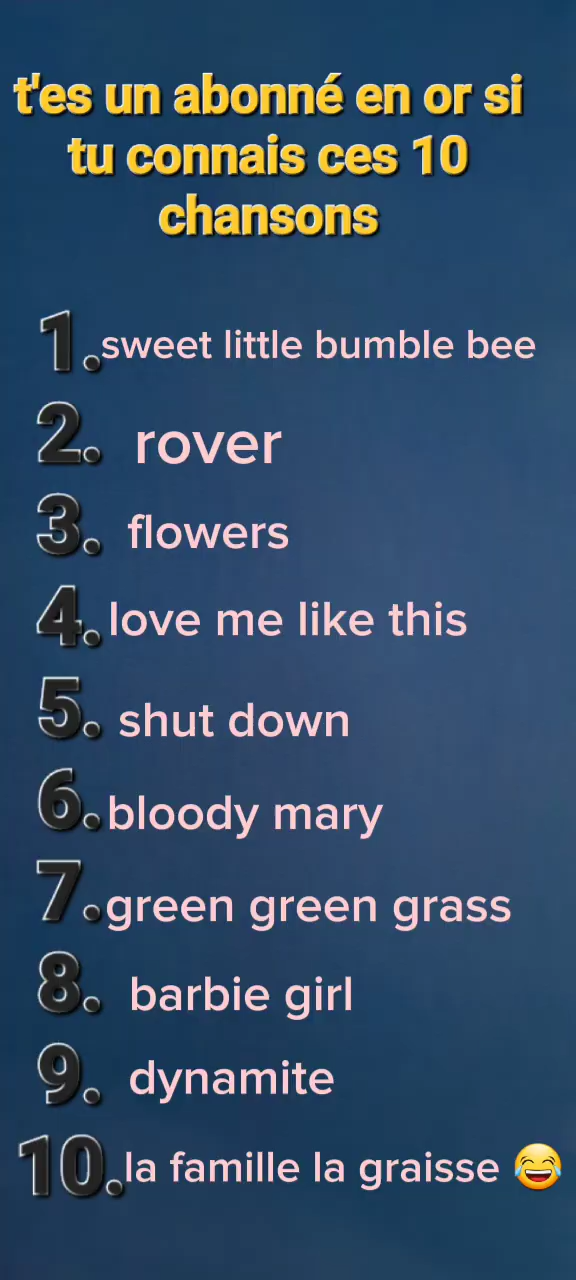 t'es un abonné en or si
tu connais ces 10
chansons
1. sweet little bumble bee
2. rover
3. flowers
4. love me like this
5. shut down
6. bloody mary
7. green green grass
8. barbie girl
9. dynamite
10. la famille la graisse 😂